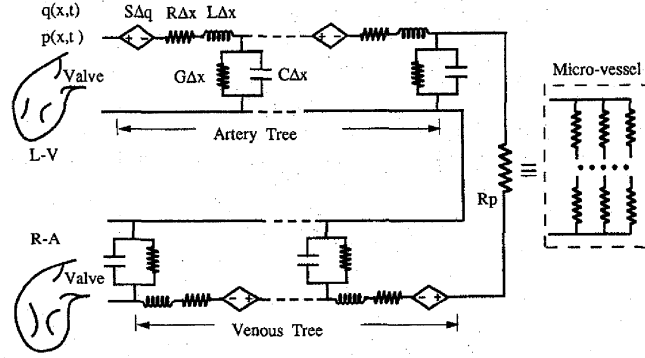 q(x,t) SΔq RΔx LΔx
p(x,t)
Valve
GΔx CΔx
L-V
Artery Tree
Micro-vessel
Rp ≡
R-A
Valve
Venous Tree